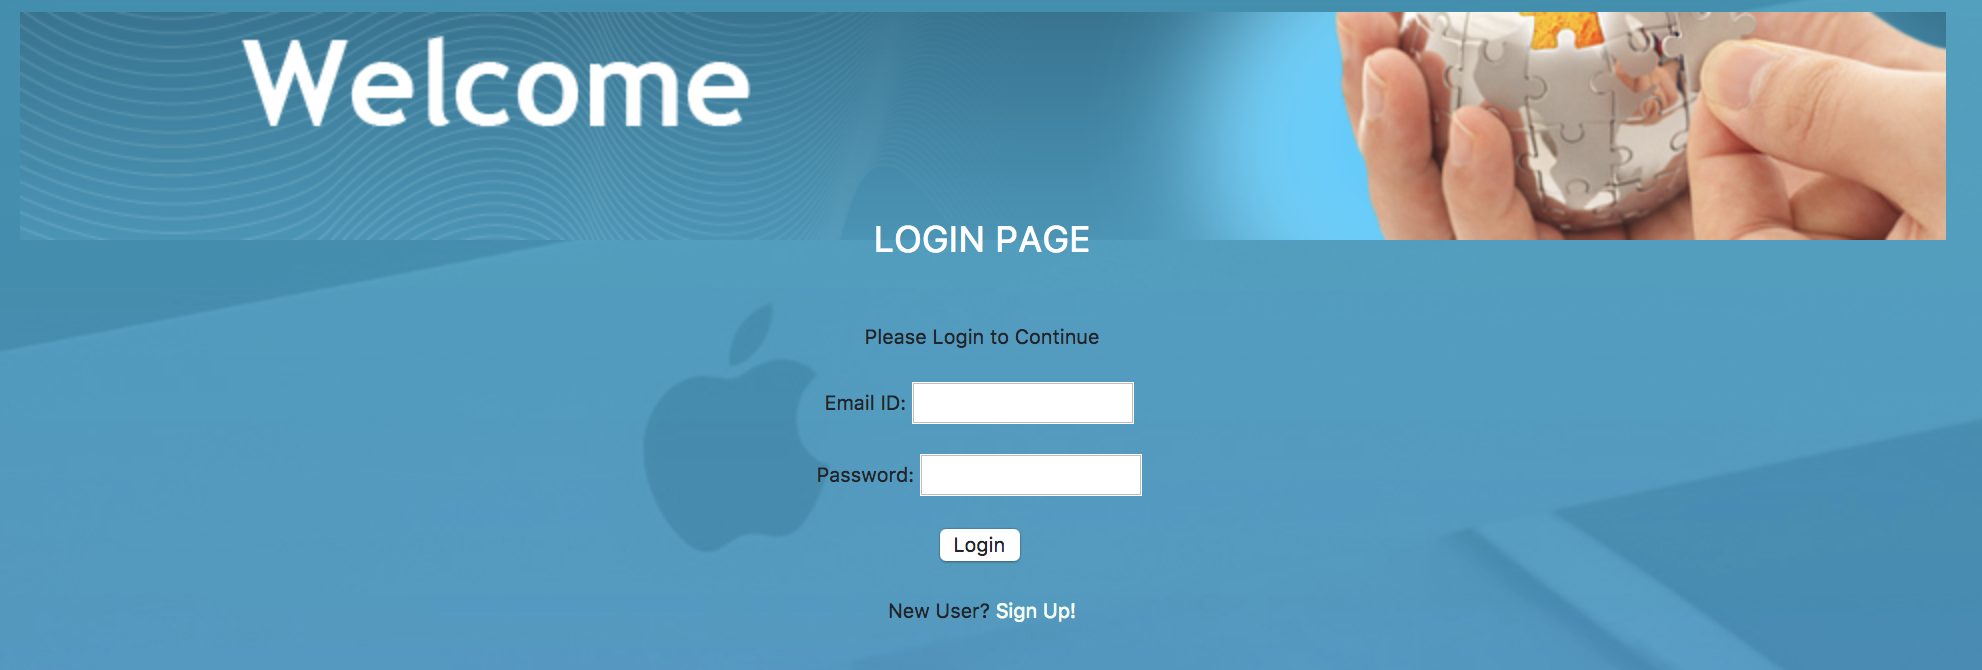 Welcome
LOGIN PAGE
Please Login to Continue
Email ID:
Password:
Login
New User? Sign Up!